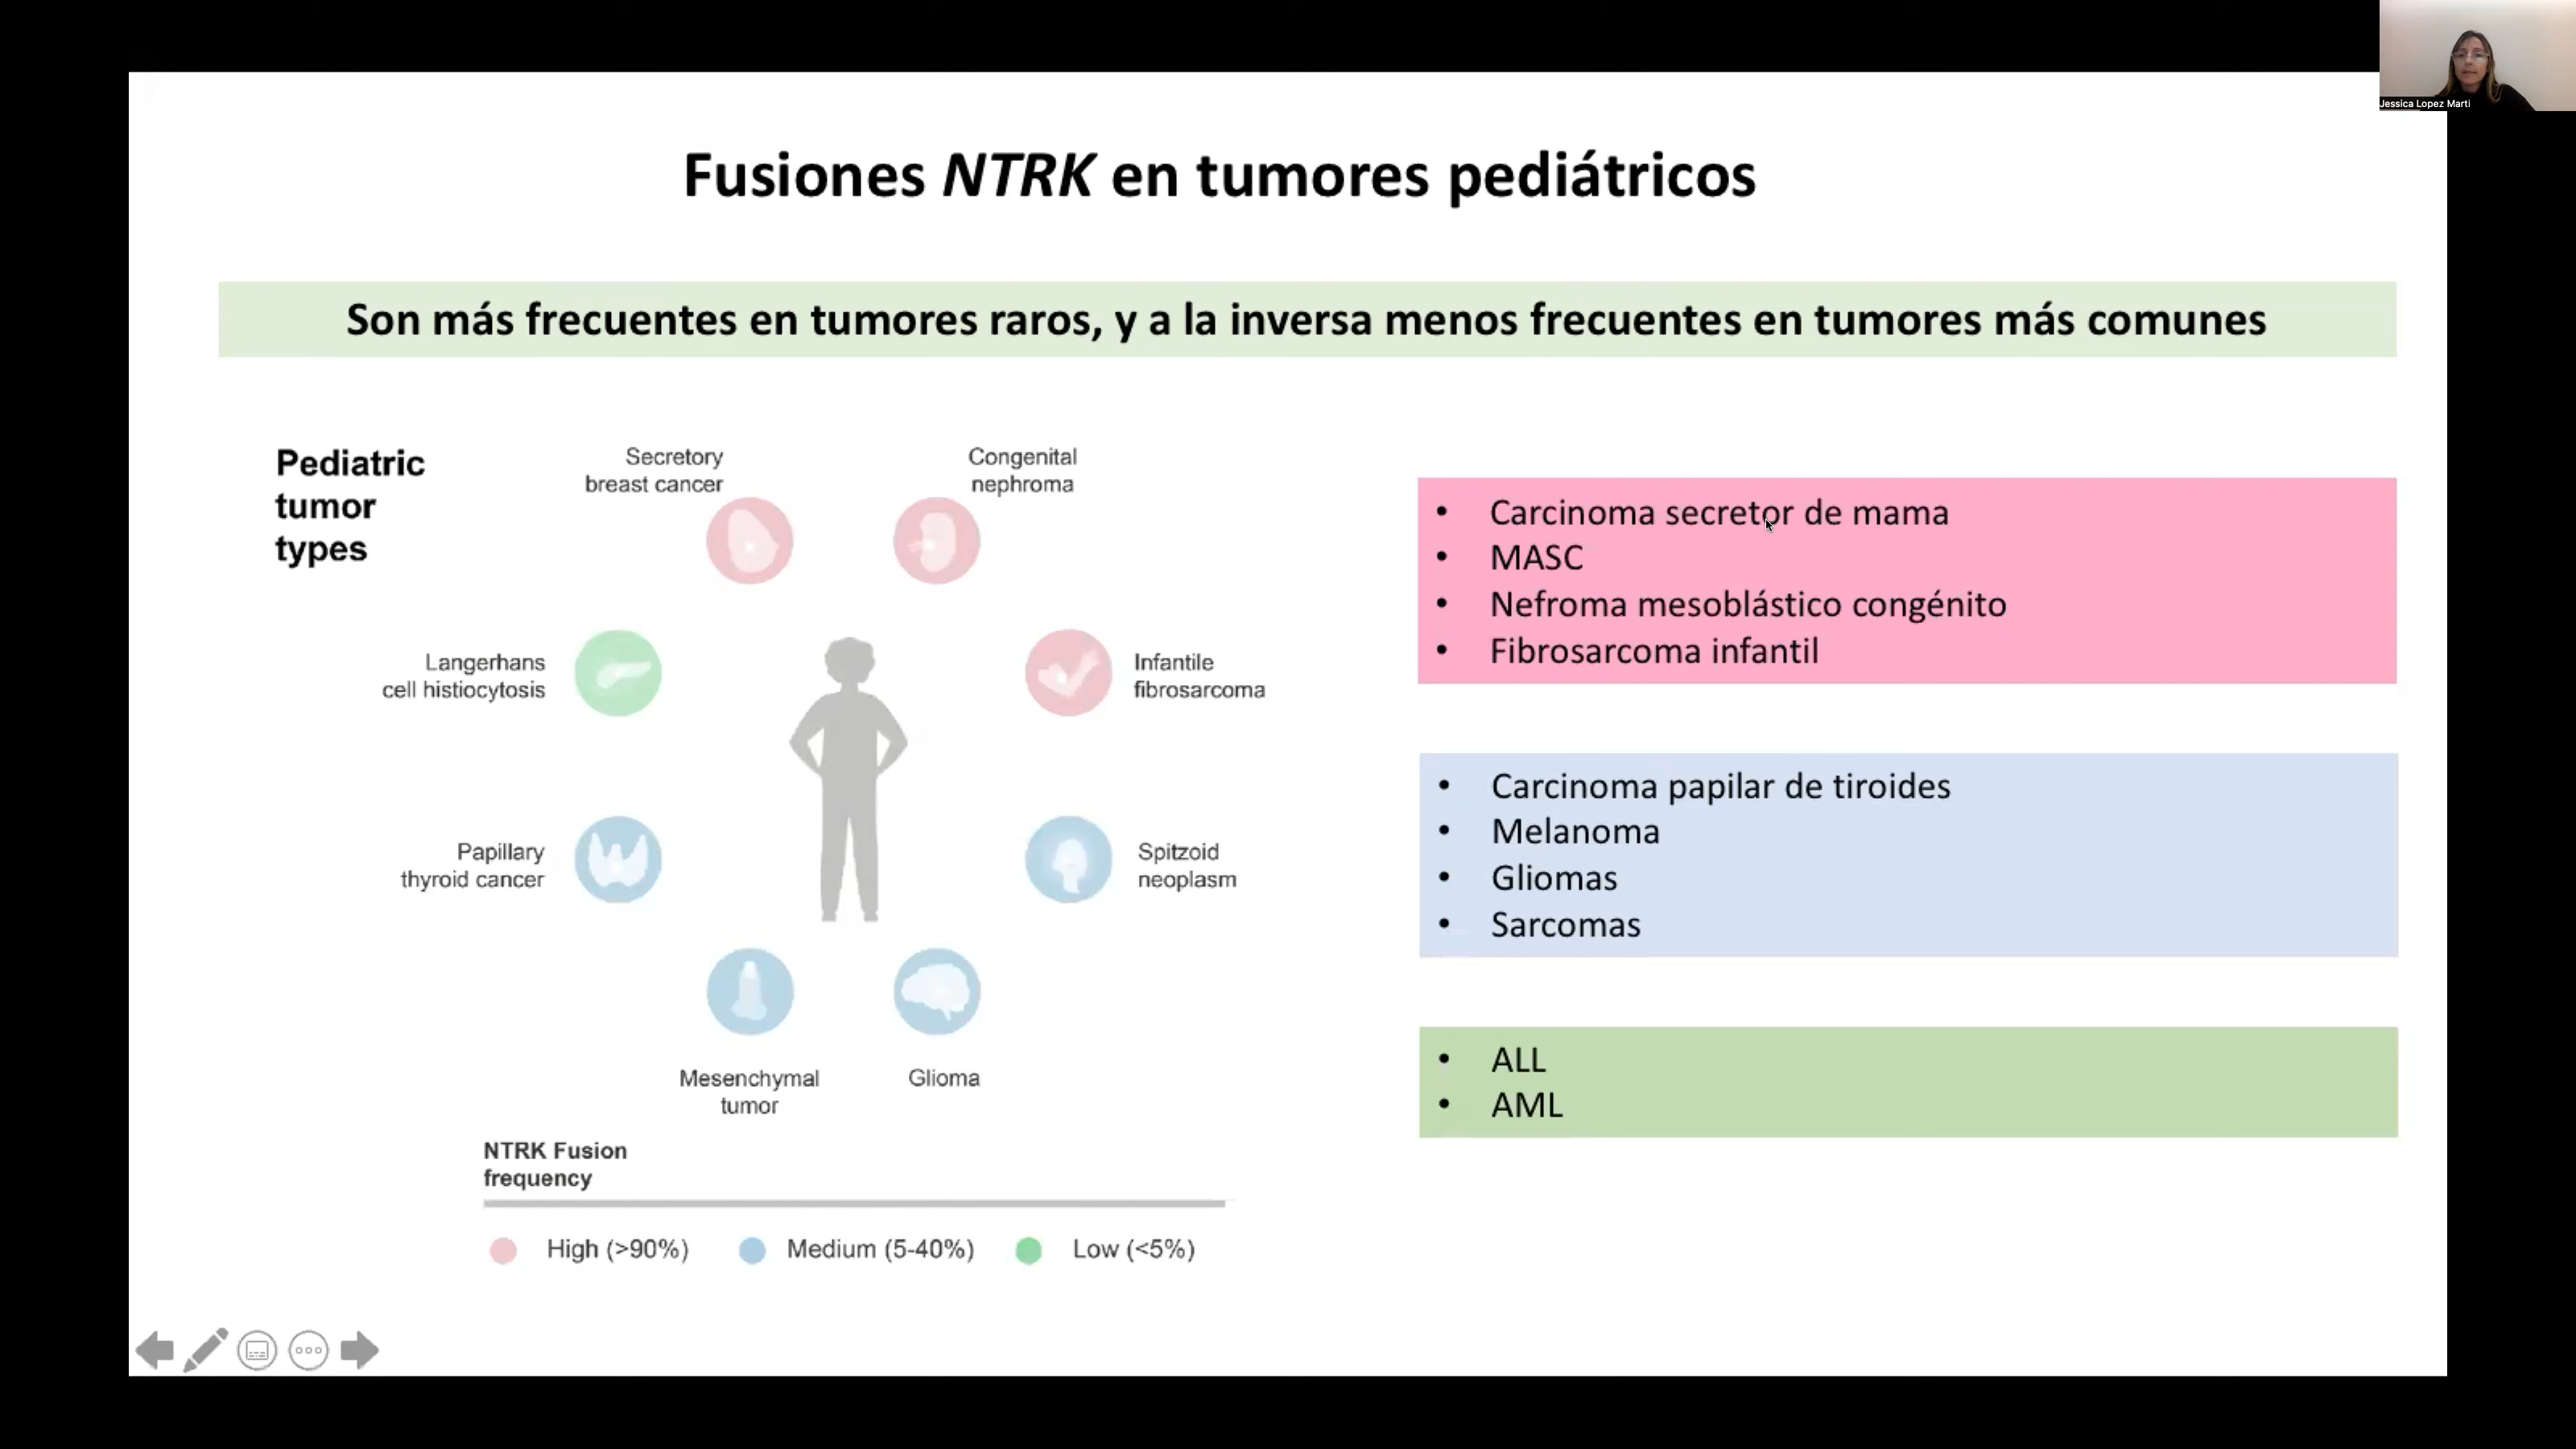 Jessica Lopez Marti
Fusiones NTRK en tumores pediátricos
Son más frecuentes en tumores raros, y a la inversa menos frecuentes en tumores más comunes
Pediatric
tumor
types
Secretory
breast cancer
Congenital
nephroma
Langerhans
cell histiocytosis
Infantile
fibrosarcoma
Papillary
thyroid cancer
Spitzoid
neoplasm
Mesenchymal
tumor
Glioma
NTRK Fusion
frequency
High (>90%)
Medium (5-40%)
Low (<5%)
• Carcinoma secretor de mama
• MASC
• Nefroma mesoblástico congénito
• Fibrosarcoma infantil
• Carcinoma papilar de tiroides
• Melanoma
• Gliomas
• Sarcomas
• ALL
• AML